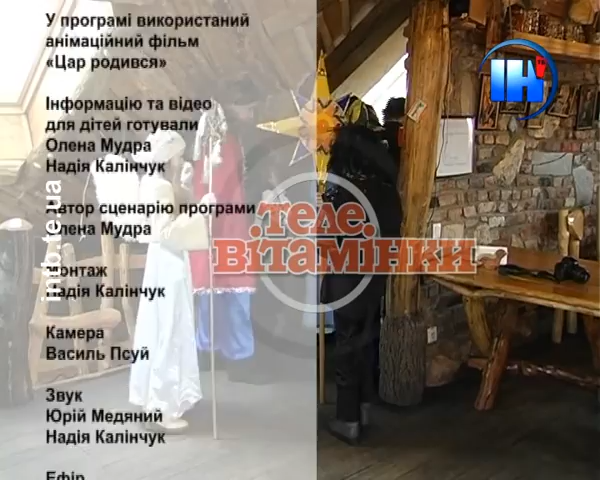 У програмі використаний
анімаційний фільм
«Цар родився»
Інформацію та відео
для дітей готували
Олена Мудра
Надія Калінчук
Автор сценарію програми
Олена Мудра
Монтаж
Надія Калінчук
Камера
Василь Псуй
Звук
Юрій Медяний
Надія Калінчук
Ефір
теле.
вітамінки
ІН
тб
intb.te.ua